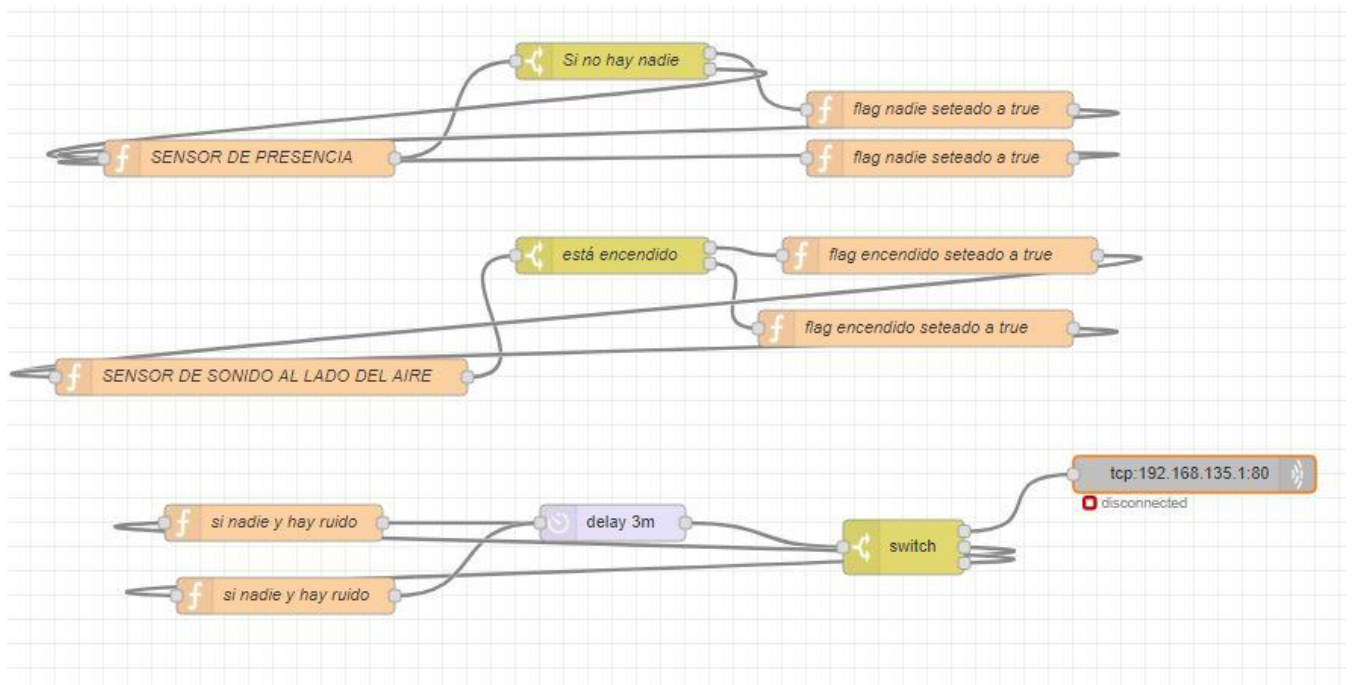 Si no hay nadie
flag nadie seteado a true
SENSOR DE PRESENCIA
flag nadie seteado a true
está encendido
flag encendido seteado a true
flag encendido seteado a true
SENSOR DE SONIDO AL LADO DEL AIRE
tcp:192.168.135.1:80
disconnected
si nadie y hay ruido
delay 3m
switch
si nadie y hay ruido